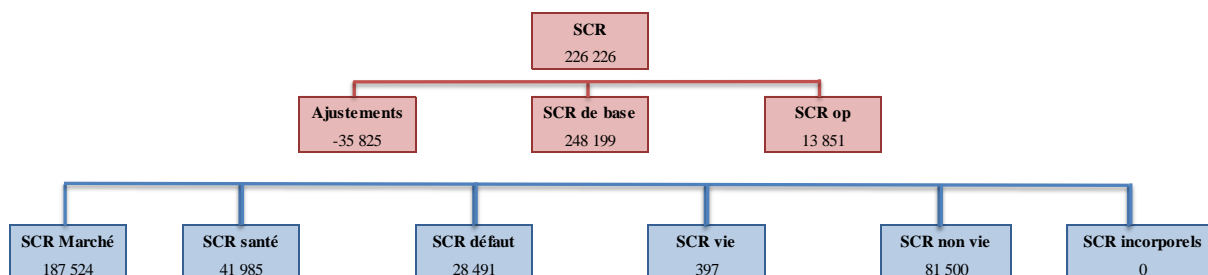 SCR
226 226
Ajustements
-35 825
SCR de base
248 199
SCR op
13 851
SCR Marché
187 524
SCR santé
41 985
SCR défaut
28 491
SCR vie
397
SCR non vie
81 500
SCR incorporels
0